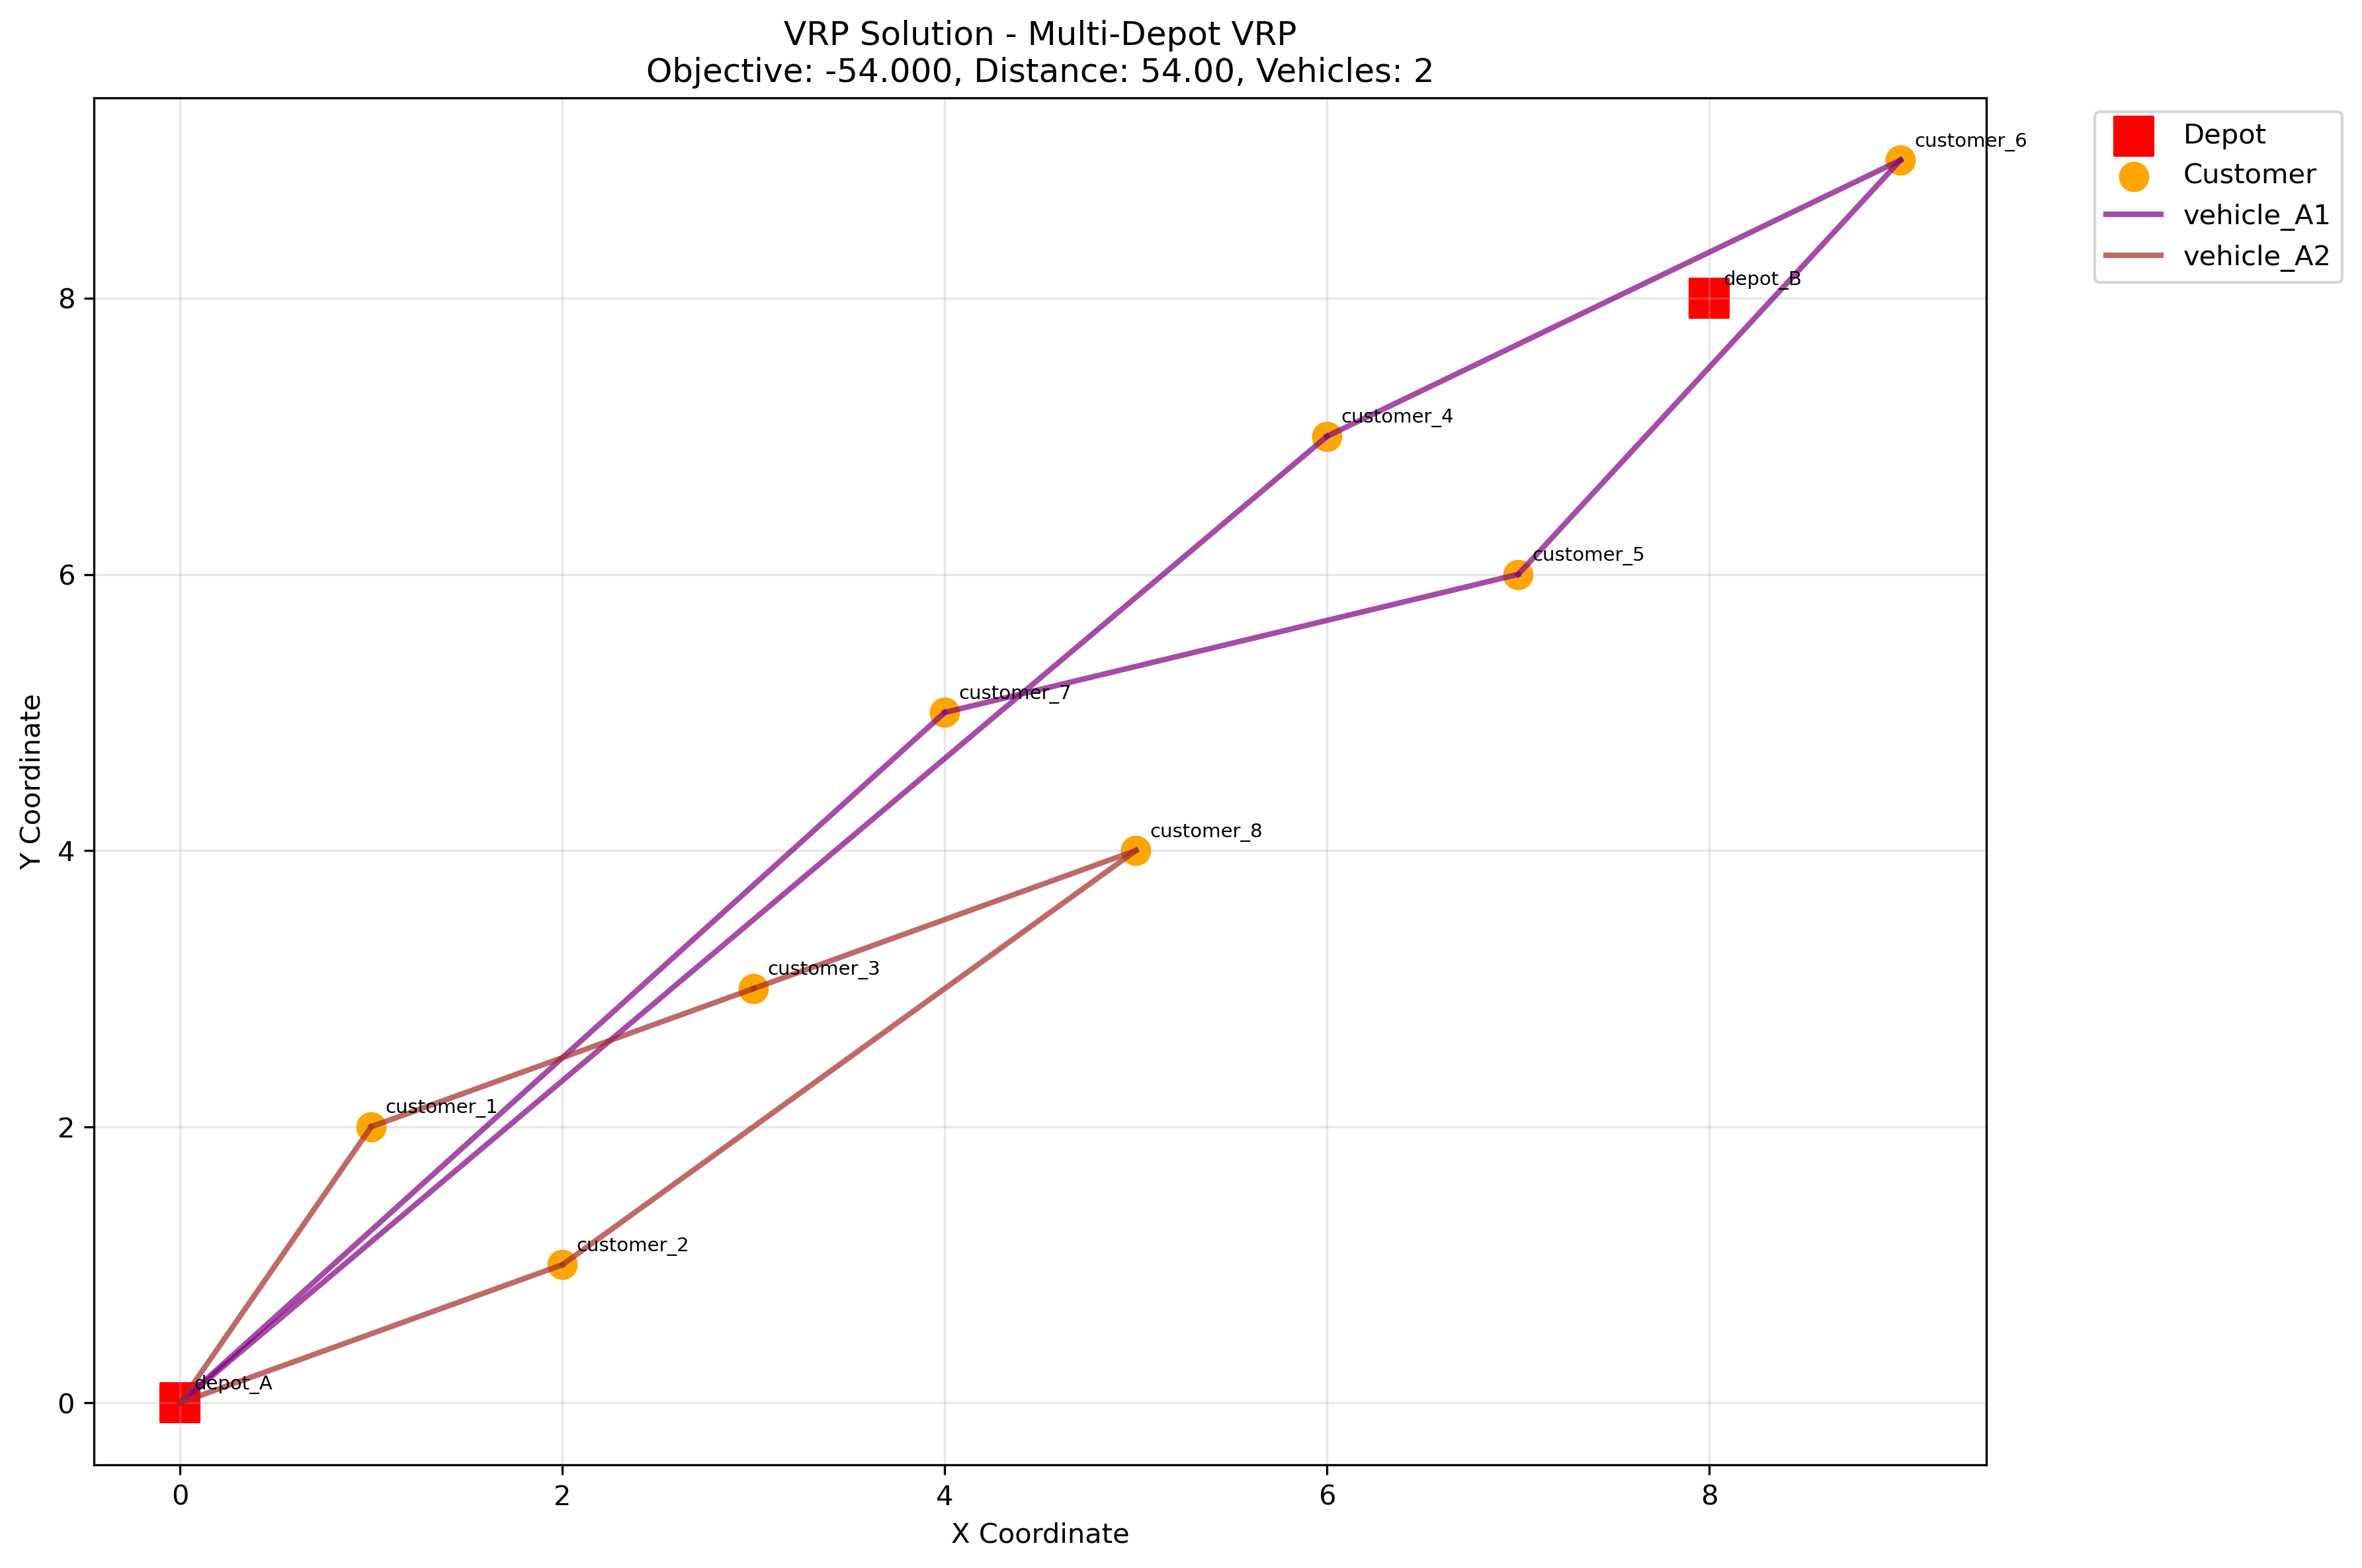 VRP Solution - Multi-Depot VRP
Objective: -54.000, Distance: 54.00, Vehicles: 2
Depot
Customer
vehicle_A1
vehicle_A2
customer_6
depot_B
customer_4
customer_5
customer_7
customer_8
customer_3
customer_1
customer_2
depot_A
Y Coordinate
8
6
4
2
0
0 2 4 6 8
X Coordinate